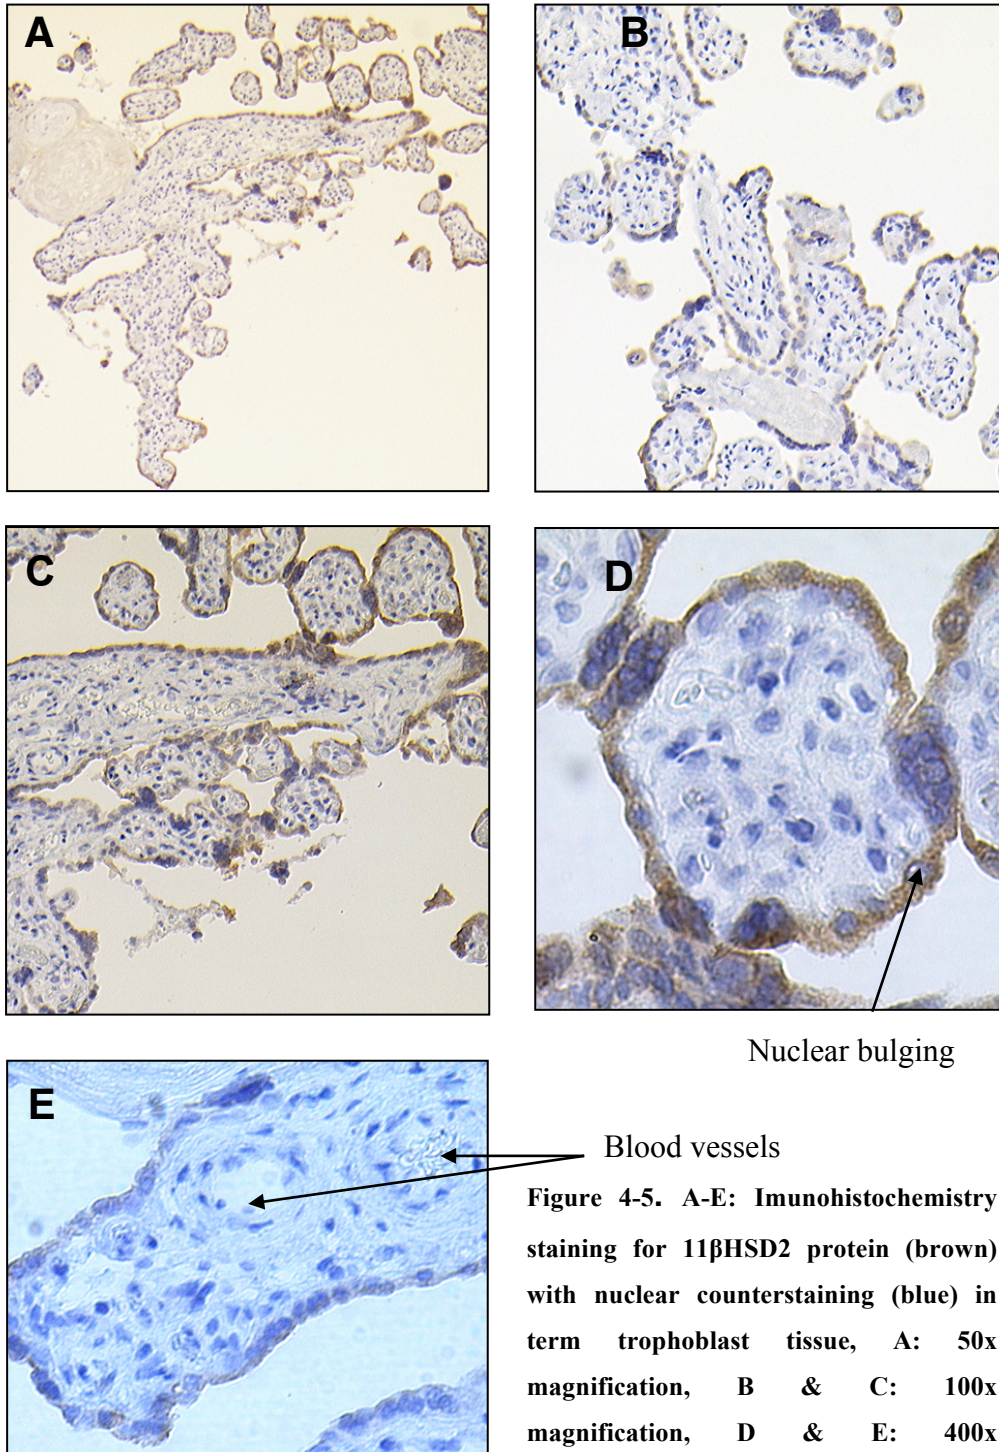 A
B
C
D
Nuclear bulging
E
Blood vessels
Figure 4-5. A-E: Imunohistochemistry
staining for 11βHSD2 protein (brown)
with nuclear counterstaining (blue) in
term trophoblast tissue, A: 50x
magnification, B & C: 100x
magnification, D & E: 400x